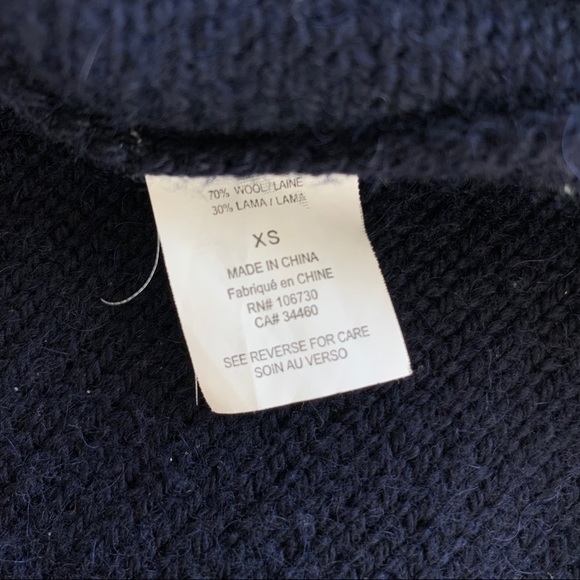 70% WOOL/LAINE
30% LAMA / LAMA
XS
MADE IN CHINA
Fabriqué en CHINE
RN# 106730
CA# 34460
SEE REVERSE FOR CARE
SOIN AU VERSO